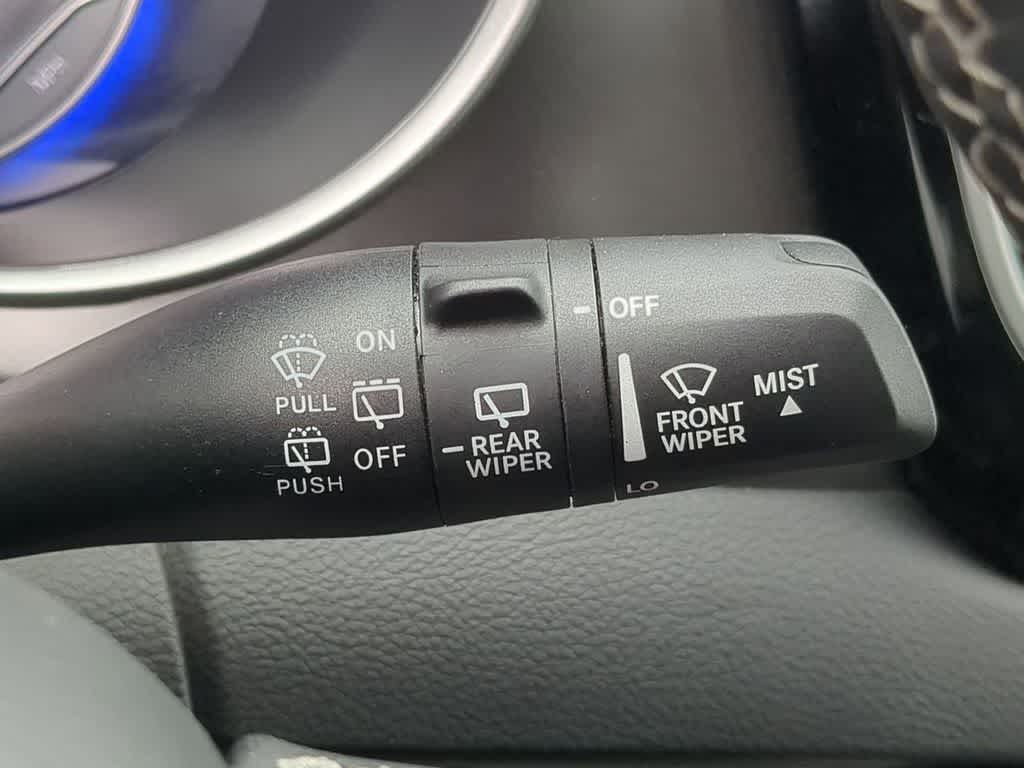 PULL
PUSH
ON
OFF
REAR
WIPER
OFF
FRONT
WIPER
LO
MIST